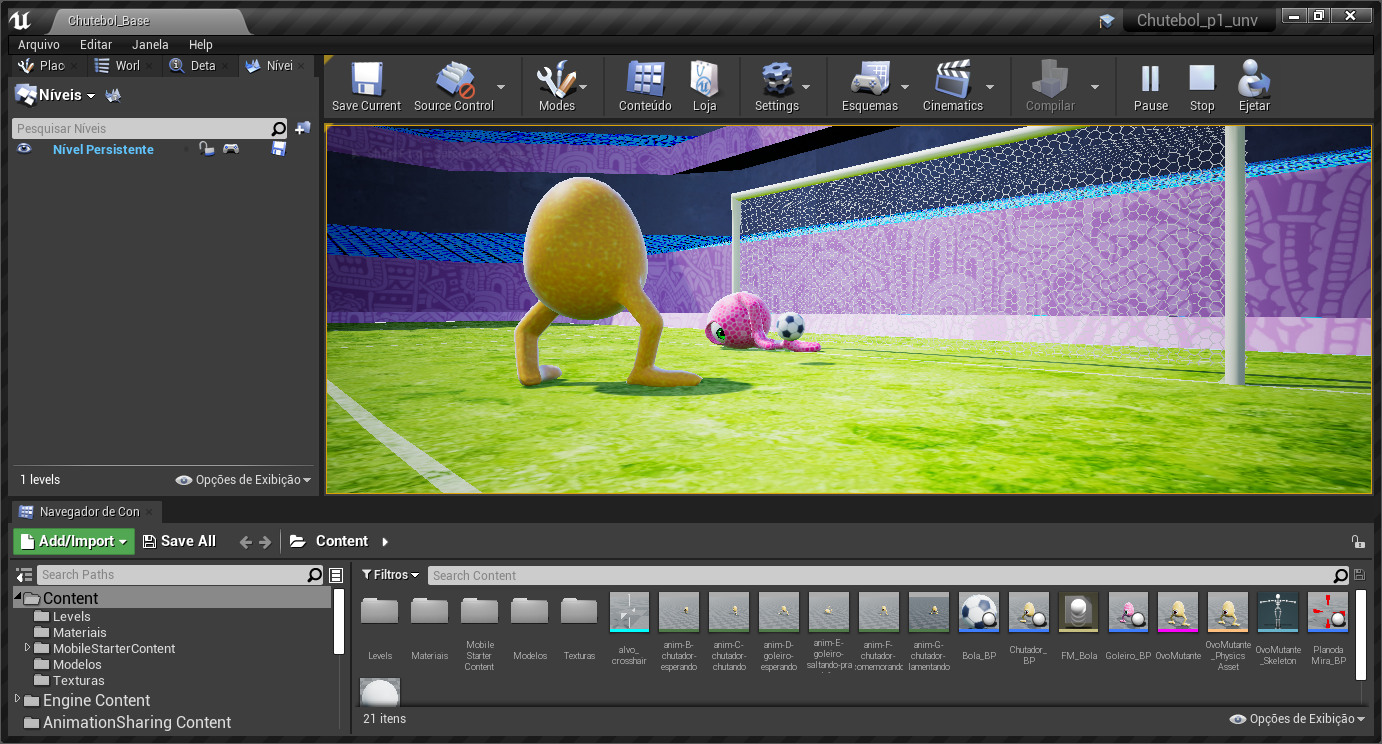 Chutebol_Base
Chutebol_p1_unv
Arquivo Editar Janela Help
Plac Worl Deta Nívei
Níveis
Pesquisar Níveis
Nível Persistente
1 levels
Opções de Exibição
Save Current Source Control Modes Conteúdo Loja Settings Esquemas Cinematics Compilar Pause Stop Ejetar
Navegador de Con
Add/Import Save All Content
Search Paths
Content
Levels
Materiais
MobileStarterContent
Modelos
Texturas
Engine Content
AnimationSharing Content
Filtros Search Content
Levels
Materiais
Mobile
Starter
Content
Modelos
Texturas
alvo_
crosshair
anim-B-
chutador-
esperando
anim-C-
chutador-
chutando
anim-D-
goleiro-
esperando
anim-E-
goleiro-
saltando-pra
anim-F-
chutador-
comemorando
anim-G-
chutador-
lamentando
Bola_BP
Chutador_
BP
FM_Bola
Goleiro_BP
OvoMutante
OvoMutante
_Physics
Asset
OvoMutante
_Skeleton
Planoda
Mira_BP
21 itens
Opções de Exibição